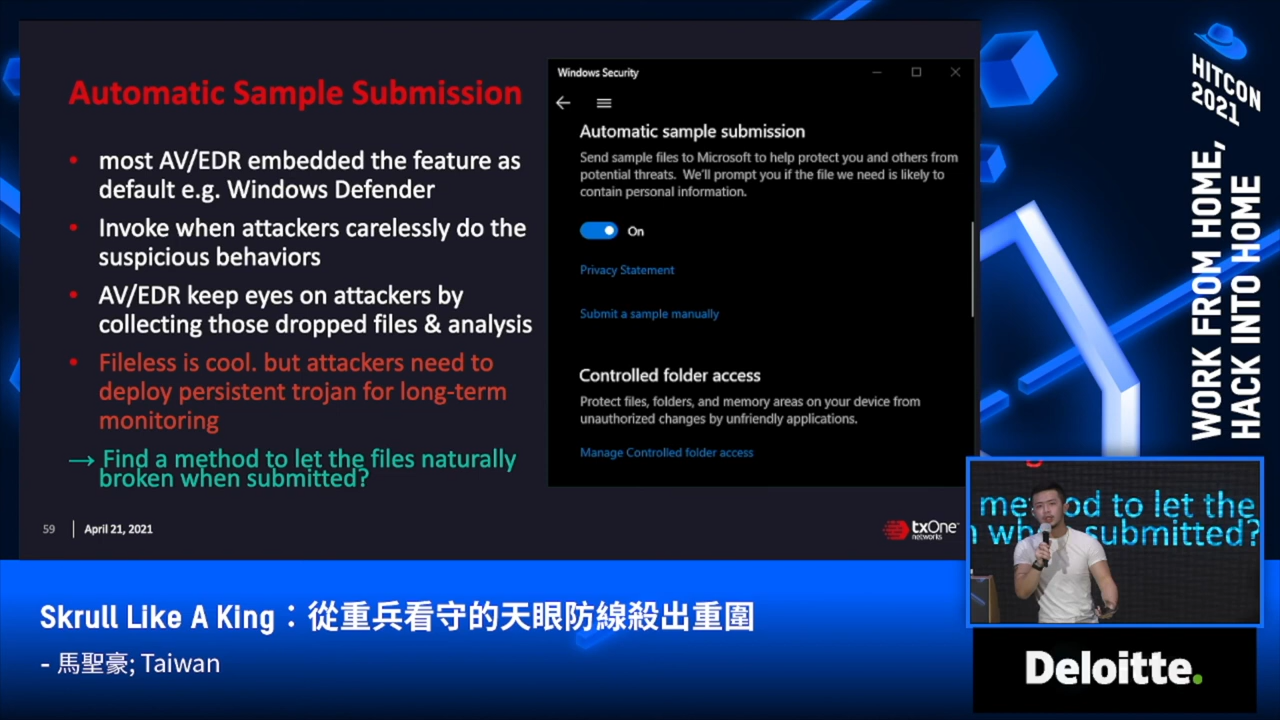 Automatic Sample Submission
• most AV/EDR embedded the feature as
default e.g. Windows Defender
• Invoke when attackers carelessly do the
suspicious behaviors
• AV/EDR keep eyes on attackers by
collecting those dropped files & analysis
• Fileless is cool. but attackers need to
deploy persistent trojan for long-term
monitoring
→ Find a method to let the files naturally
broken when submitted?
59
April 21, 2021
txOne
networks
Windows Security
Automatic sample submission
Send sample files to Microsoft to help protect you and others from
potential threats. We'll prompt you if the file we need is likely to
contain personal information.
On
Privacy Statement
Submit a sample manually
Controlled folder access
Protect files, folders, and memory areas on your device from
unauthorized changes by unfriendly applications.
Manage Controlled folder access
HITCON
2021
WORK FROM HOME,
HACK INTO HOME
method to let the
when submitted?
Skrull Like A King：從重兵看守的天眼防線殺出重圍
- 馬聖豪; Taiwan
Deloitte.